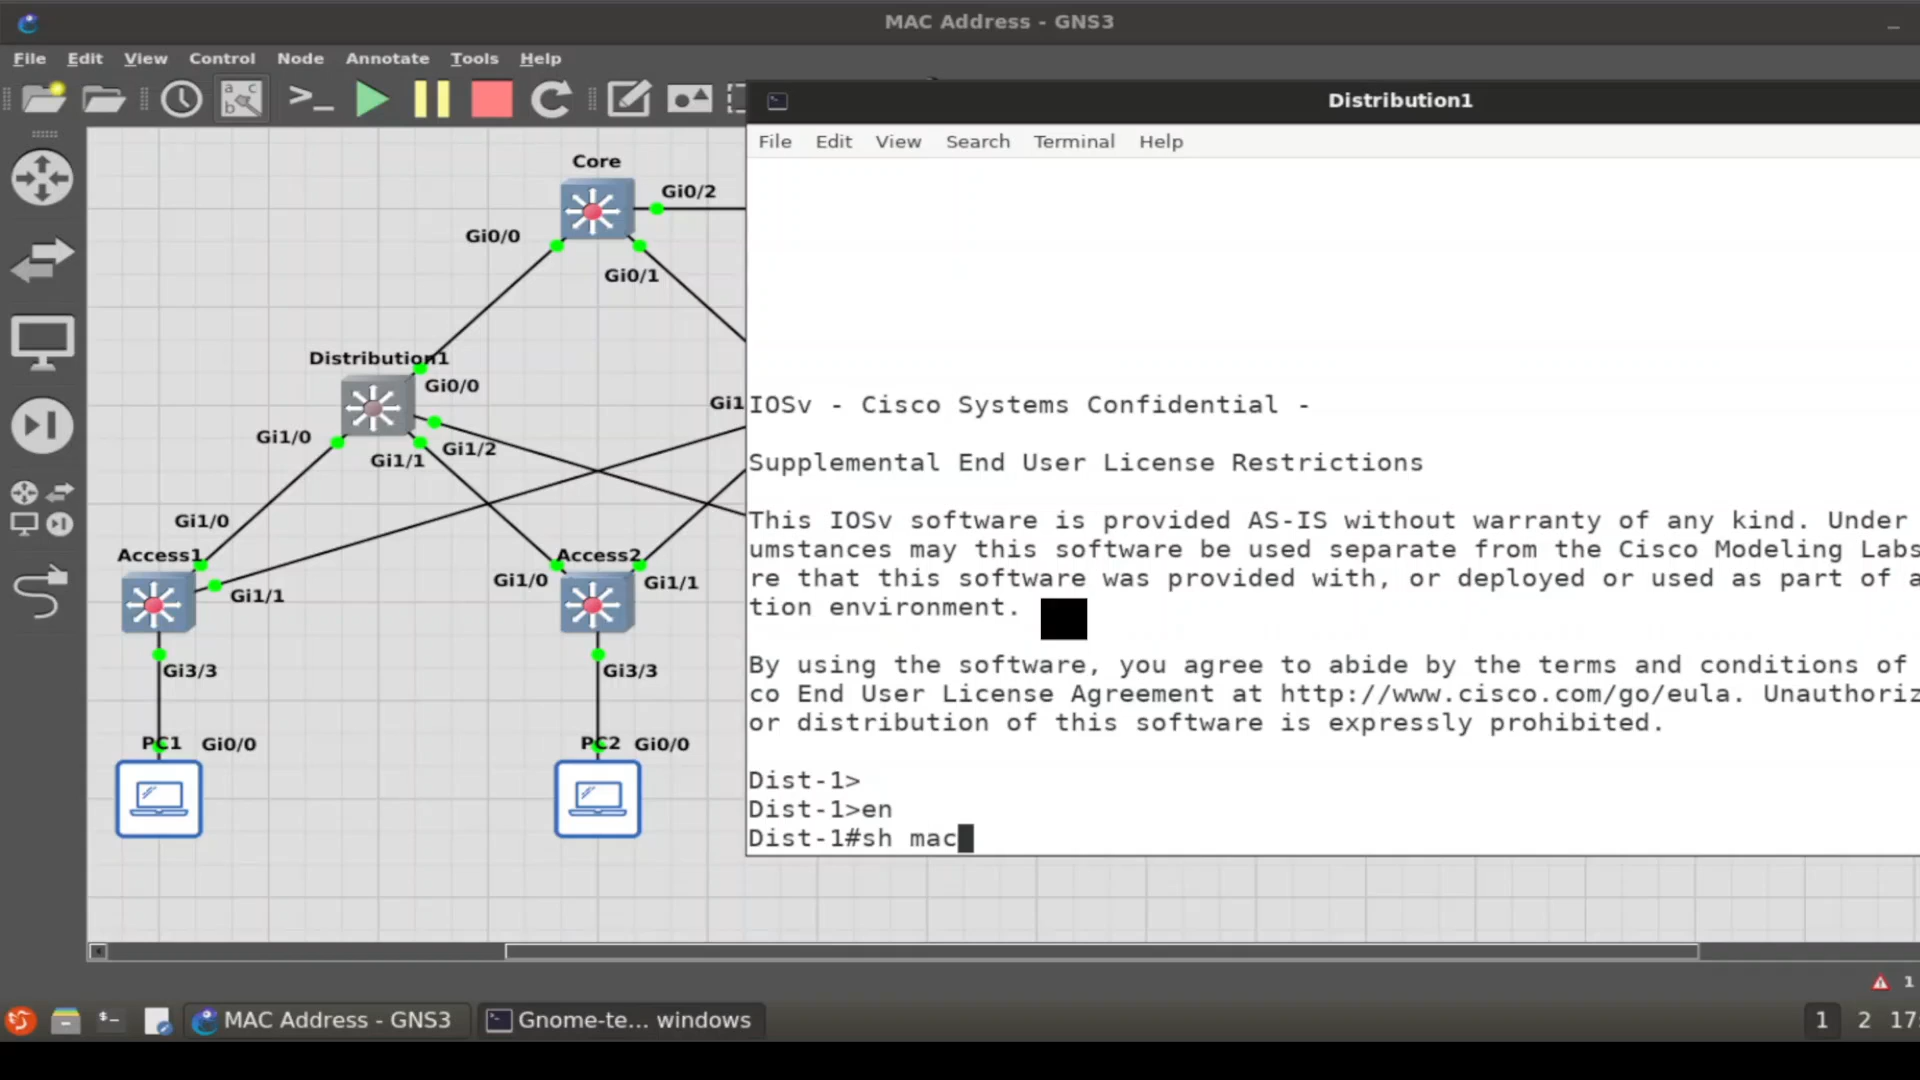 MAC Address - GNS3
File Edit View Control Node Annotate Tools Help
Distribution1
File Edit View Search Terminal Help
Core
Gi0/2
Gi0/0
Gi0/1
Distribution1
Gi0/0
Gi1/0
Gi1/1
Gi1/2
Gi1
Gi1/0
Access1
Gi1/1
Access2
Gi1/0
Gi1/1
Gi3/3
Gi3/3
PC1 Gi0/0
PC2 Gi0/0
IOSv - Cisco Systems Confidential -
Supplemental End User License Restrictions
This IOSv software is provided AS-IS without warranty of any kind. Under
umstances may this software be used separate from the Cisco Modeling Labs
re that this software was provided with, or deployed or used as part of a
tion environment.
By using the software, you agree to abide by the terms and conditions of
co End User License Agreement at http://www.cisco.com/go/eula. Unauthoriz
or distribution of this software is expressly prohibited.
Dist-1>
Dist-1>en
Dist-1#sh mac
1
MAC Address - GNS3
Gnome-te... windows
1 2 17: